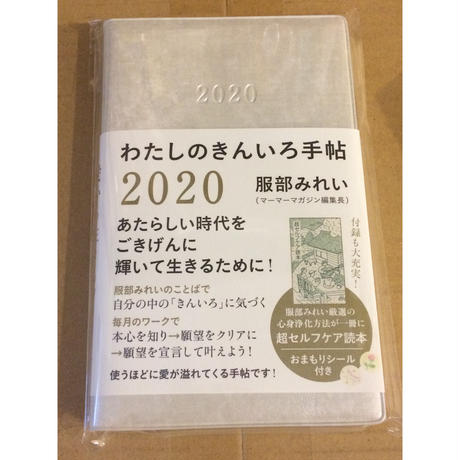 2020
わたしのきんいろ手帖
2020
服部みれい
(マーマーマガジン編集長)
あたらしい時代を
ごきげんに
輝いて生きるために!
服部みれいのことばで
自分の中の「きんいろ」に気づく
毎月のワークで
本心を知り→願望をクリアに
→願望を宣言して叶えよう!
使うほどに愛が溢れてくる手帖です!
付録も大充実!
超セルフケア読本
服部みれい厳選の
心身浄化方法が一冊に
超セルフケア読本
おまもりシール
付き